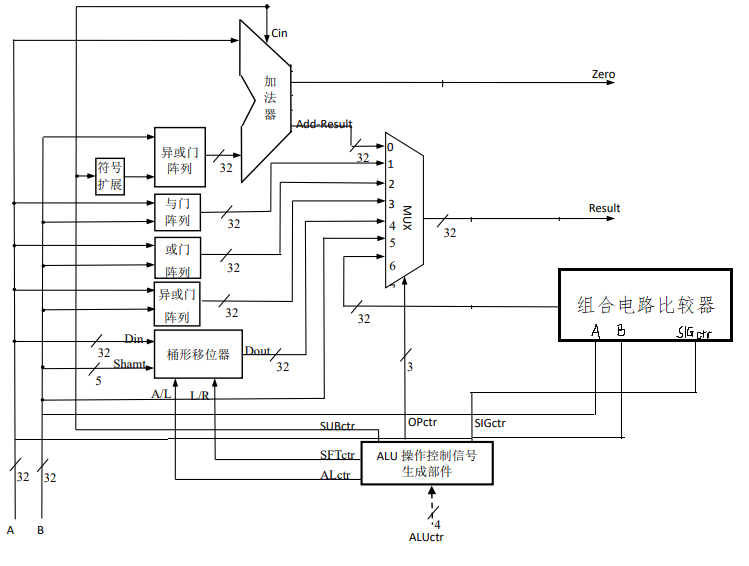 Cin
加
法
器
Zero
Add-Result
32
0
1
2
3
4
5
6
7
MUX
异或门
阵列
32
符号
扩展
与门
阵列
32
或门
阵列
32
异或门
阵列
32
Result
32
组合电路比较器
A B SIGctr
32
Din
32
Shamt
5
桶形移位器
Dout
32
A/L L/R
3
SUBctr
OPctr
SIGctr
SFTctr
ALctr
ALU 操作控制信号
生成部件
32
32
4
ALUctr
A B